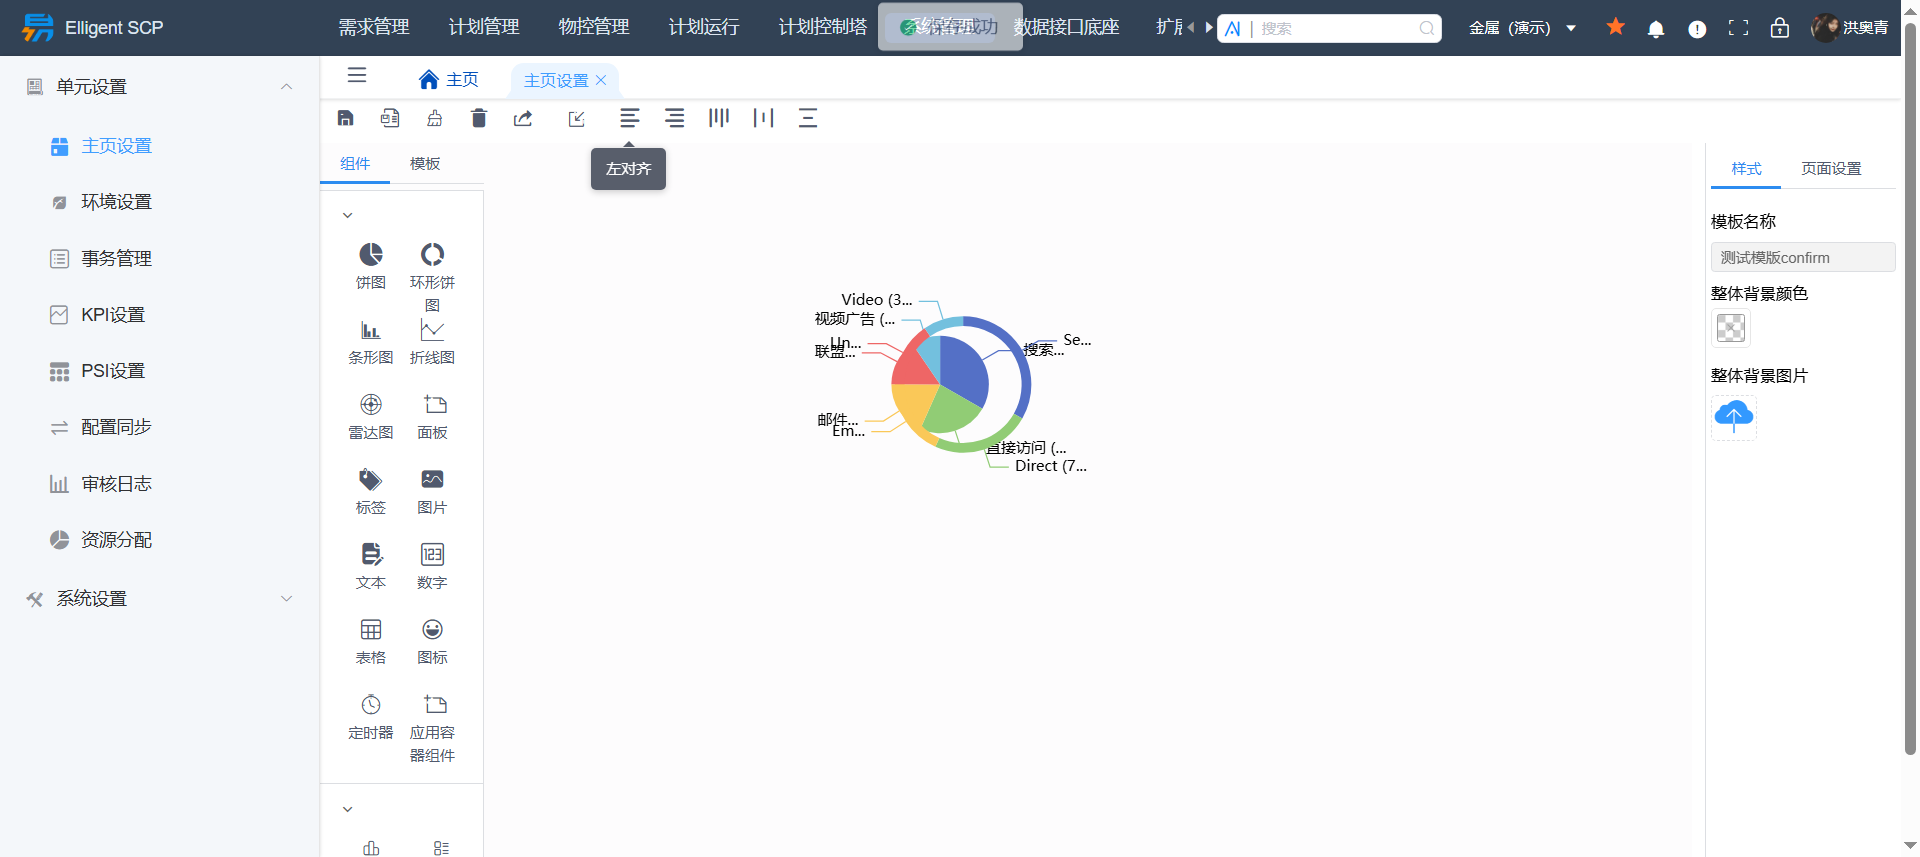 Elligent SCP
需求管理
计划管理
物控管理
计划运行
计划控制塔
数据接口底座
搜索
金属（演示）
洪奥青
单元设置
主页设置
环境设置
事务管理
KPI设置
PSI设置
配置同步
审核日志
资源分配
系统设置
主页
主页设置
左对齐
组件
模板
饼图
环形饼
图
条形图
折线图
雷达图
面板
标签
图片
文本
数字
表格
图标
定时器
应用容
器组件
Video (3...
视频广告 (...
Un...
联盟...
Se...
搜索...
邮件...
Em...
直接访问 (...
Direct (7...
样式
页面设置
模板名称
测试模版confirm
整体背景颜色
整体背景图片